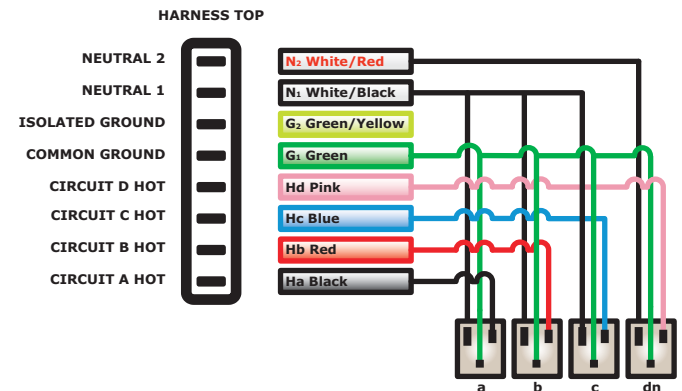 HARNESS TOP
NEUTRAL 2 N₂ White/Red
NEUTRAL 1 N₁ White/Black
ISOLATED GROUND G₂ Green/Yellow
COMMON GROUND G₁ Green
CIRCUIT D HOT Hd Pink
CIRCUIT C HOT Hc Blue
CIRCUIT B HOT Hb Red
CIRCUIT A HOT Ha Black
a b c dn